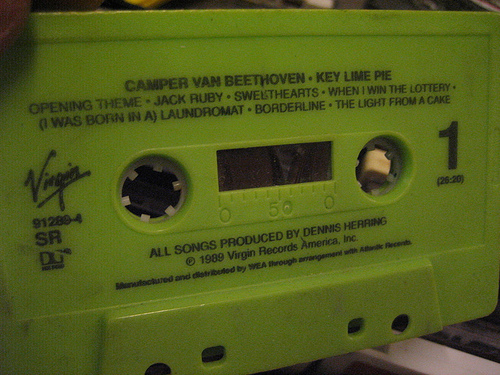 CAMPER VAN BEETHOVEN • KEY LIME PIE
OPENING THEME • JACK RUBY • SWEETHEARTS • WHEN I WIN THE LOTTERY •
(I WAS BORN IN A) LAUNDROMAT • BORDERLINE • THE LIGHT FROM A CAKE
1
(26:20)
Virgin
91289-4
SR
0 50 0
ALL SONGS PRODUCED BY DENNIS HERRING
℗ 1989 Virgin Records America, Inc.
Manufactured and distributed by WEA through arrangement with Atlantic Records.